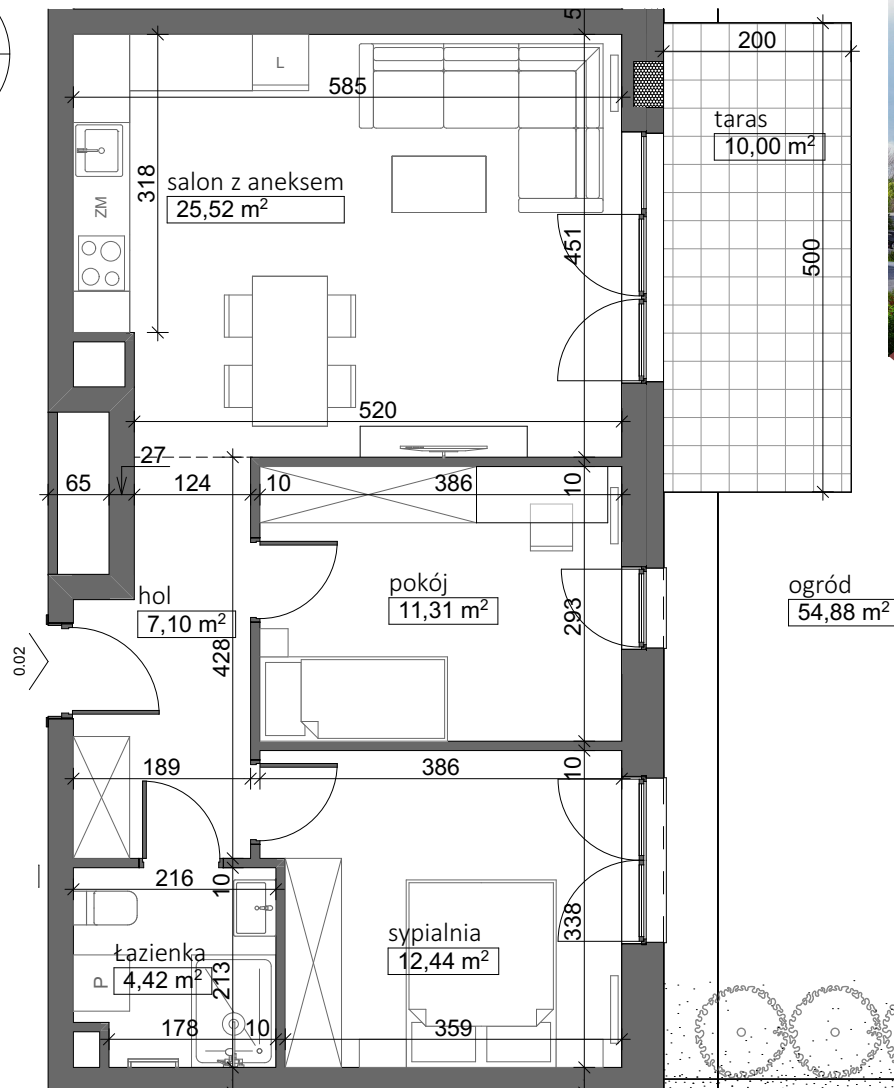 5
200
L
585
taras
10,00 m²
318
salon z aneksem
25,52 m²
ZM
451
500
520
27
65
124
10
386
10
hol
7,10 m²
pokój
11,31 m²
293
ogród
54,88 m²
0.02
428
189
386
10
216
10
sypialnia
12,44 m²
338
Łazienka
4,42 m²
P
213
178
10
359